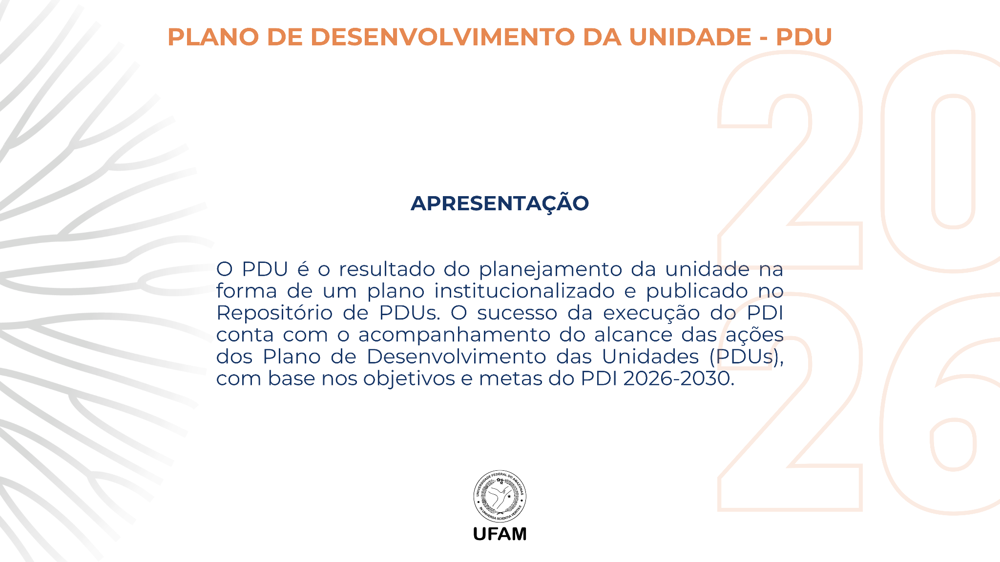 PLANO DE DESENVOLVIMENTO DA UNIDADE - PDU
20
26
APRESENTAÇÃO
O PDU é o resultado do planejamento da unidade na
forma de um plano institucionalizado e publicado no
Repositório de PDUs. O sucesso da execução do PDI
conta com o acompanhamento do alcance das ações
dos Plano de Desenvolvimento das Unidades (PDUs),
com base nos objetivos e metas do PDI 2026-2030.
UNIVERSIDADE FEDERAL DO AMAZONAS
IN UNIVERSA SCIENTIA VERITAS
UFAM